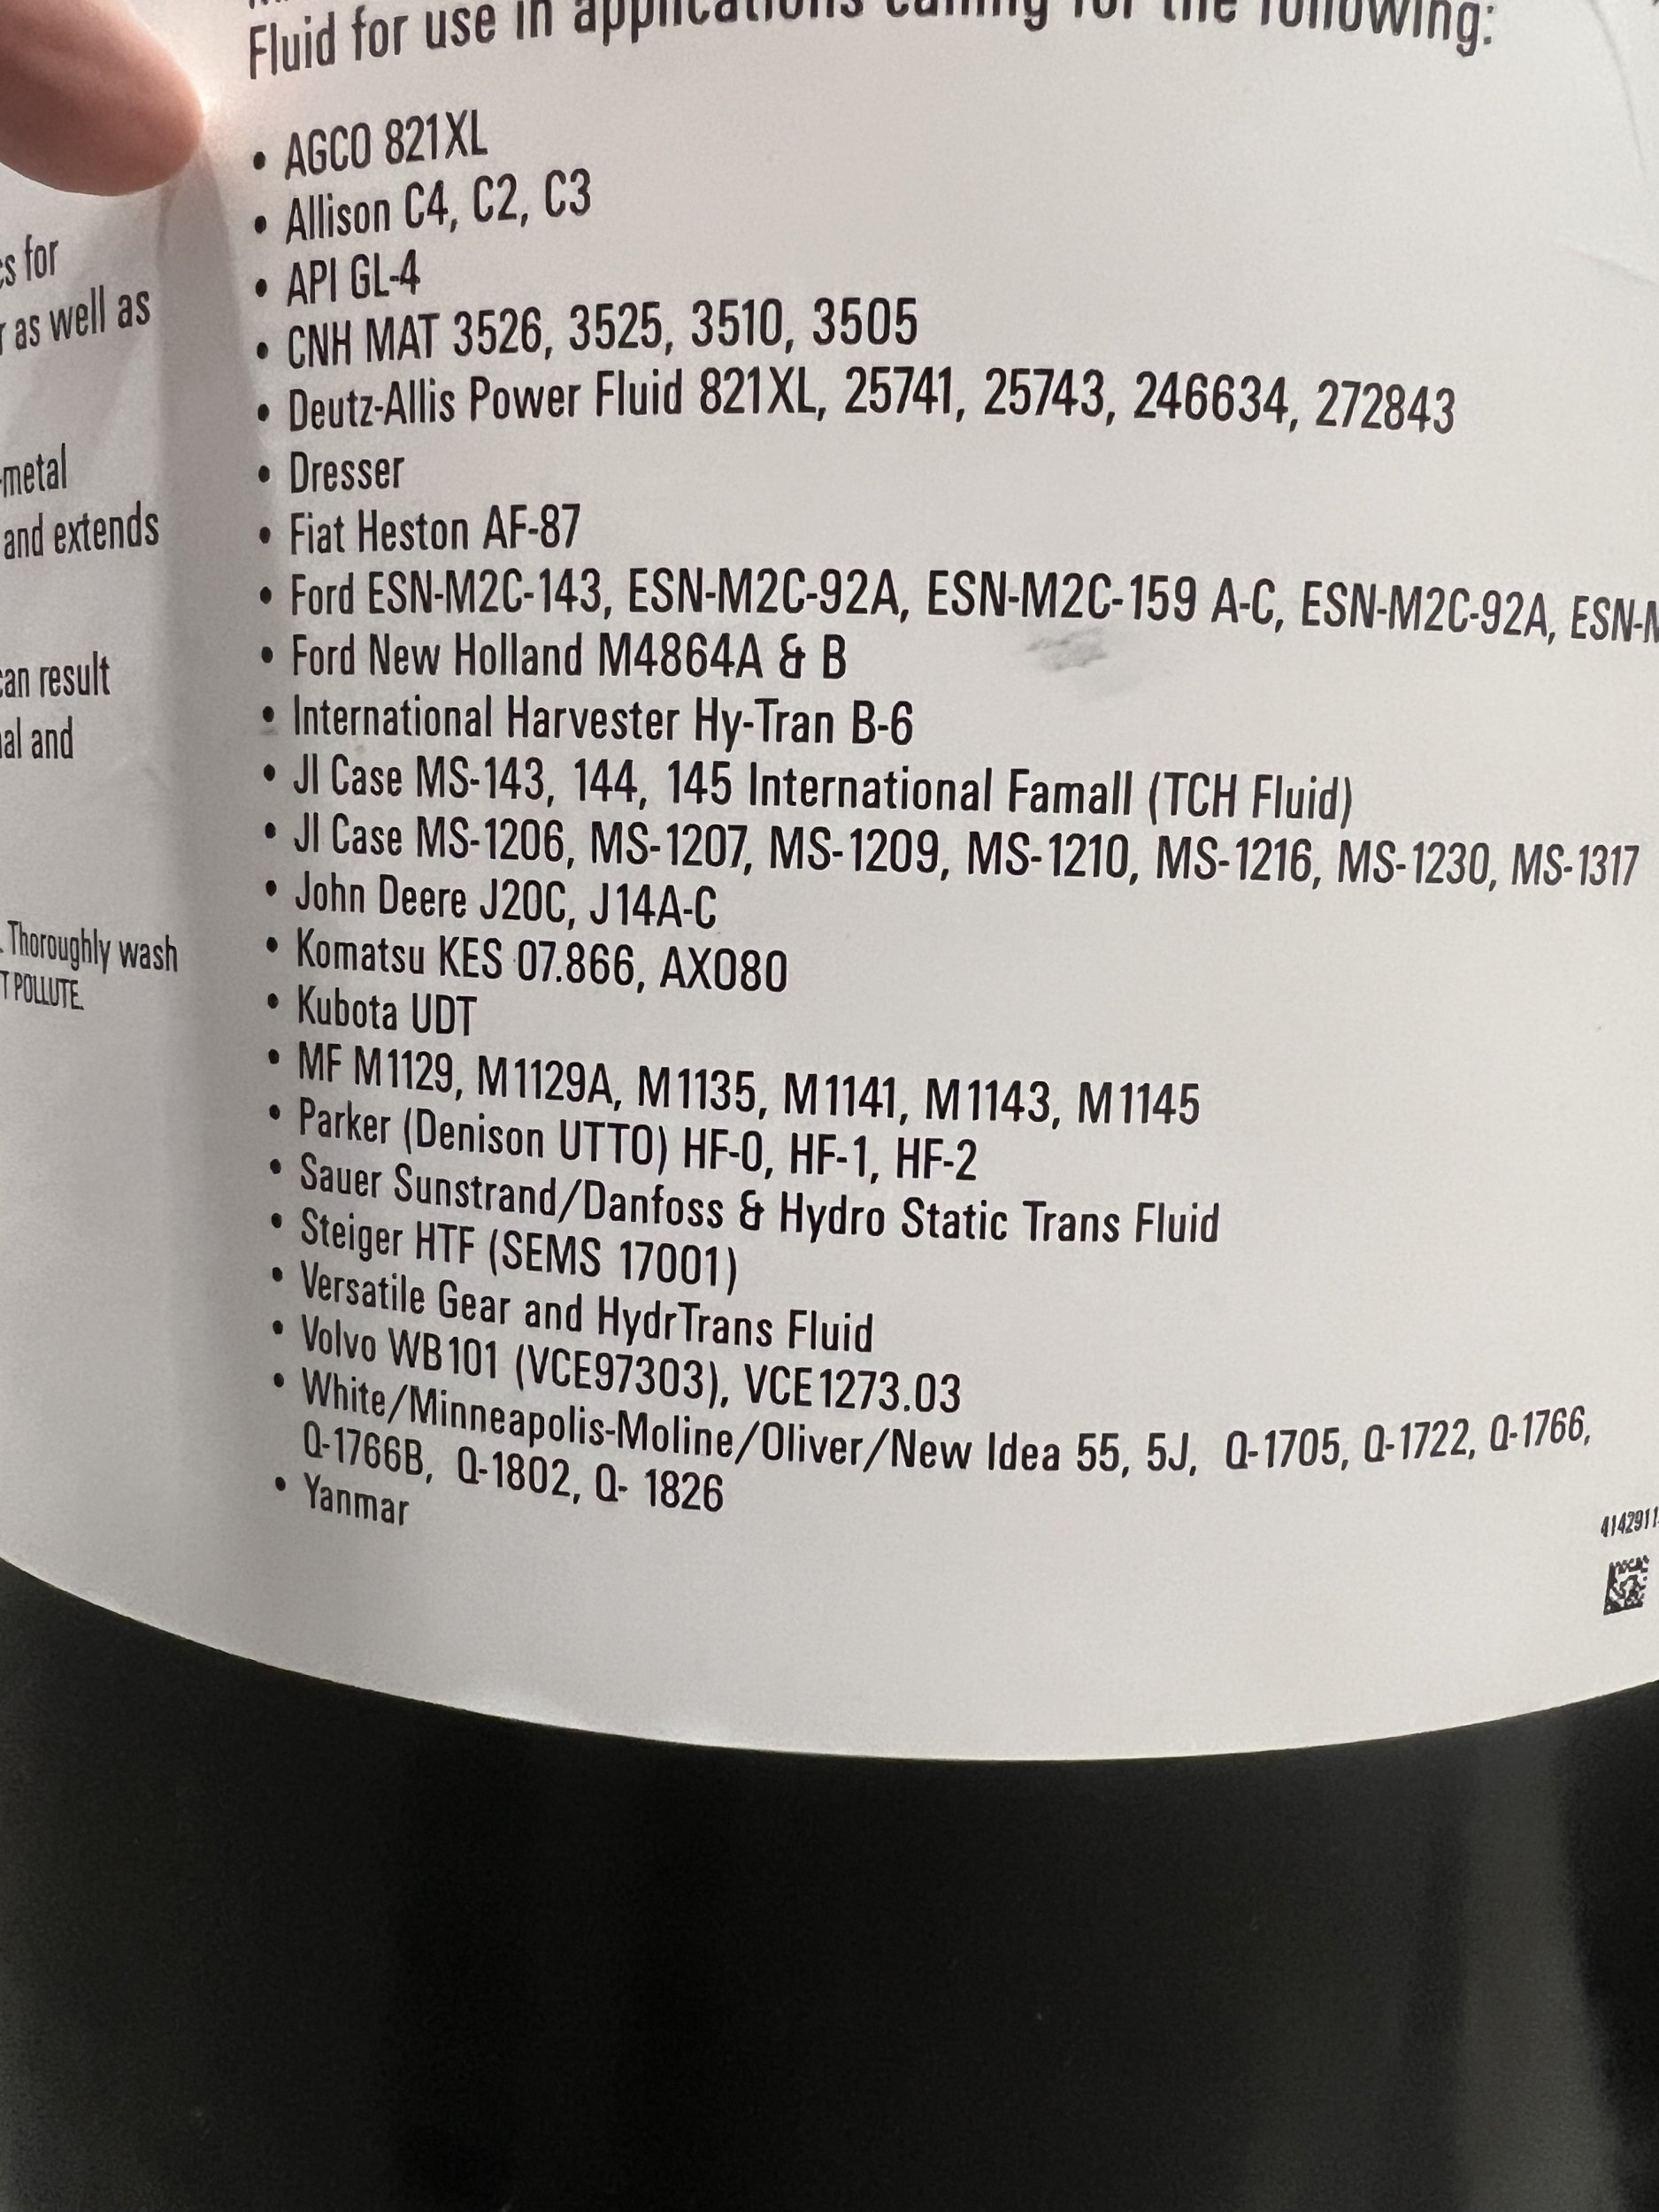 Fluid for use in applications calling for the following:
• AGCO 821XL
• Allison C4, C2, C3
• API GL-4
• CNH MAT 3526, 3525, 3510, 3505
• Deutz-Allis Power Fluid 821XL, 25741, 25743, 246634, 272843
• Dresser
• Fiat Heston AF-87
• Ford ESN-M2C-143, ESN-M2C-92A, ESN-M2C-159 A-C, ESN-M2C-92A, ESN-M
• Ford New Holland M4864A & B
• International Harvester Hy-Tran B-6
• JI Case MS-143, 144, 145 International Famall (TCH Fluid)
• JI Case MS-1206, MS-1207, MS-1209, MS-1210, MS-1216, MS-1230, MS-1317
• John Deere J20C, J14A-C
• Komatsu KES 07.866, AX080
• Kubota UDT
• MF M1129, M1129A, M1135, M1141, M1143, M1145
• Parker (Denison UTTO) HF-0, HF-1, HF-2
• Sauer Sunstrand/Danfoss & Hydro Static Trans Fluid
• Steiger HTF (SEMS 17001)
• Versatile Gear and HydrTrans Fluid
• Volvo WB101 (VCE97303), VCE1273.03
• White/Minneapolis-Moline/Oliver/New Idea 55, 5J, Q-1705, Q-1722, Q-1766,
Q-1766B, Q-1802, Q- 1826
• Yanmar
for
as well as
metal
and extends
result
and
Thoroughly wash
POLLUTE.
4142911